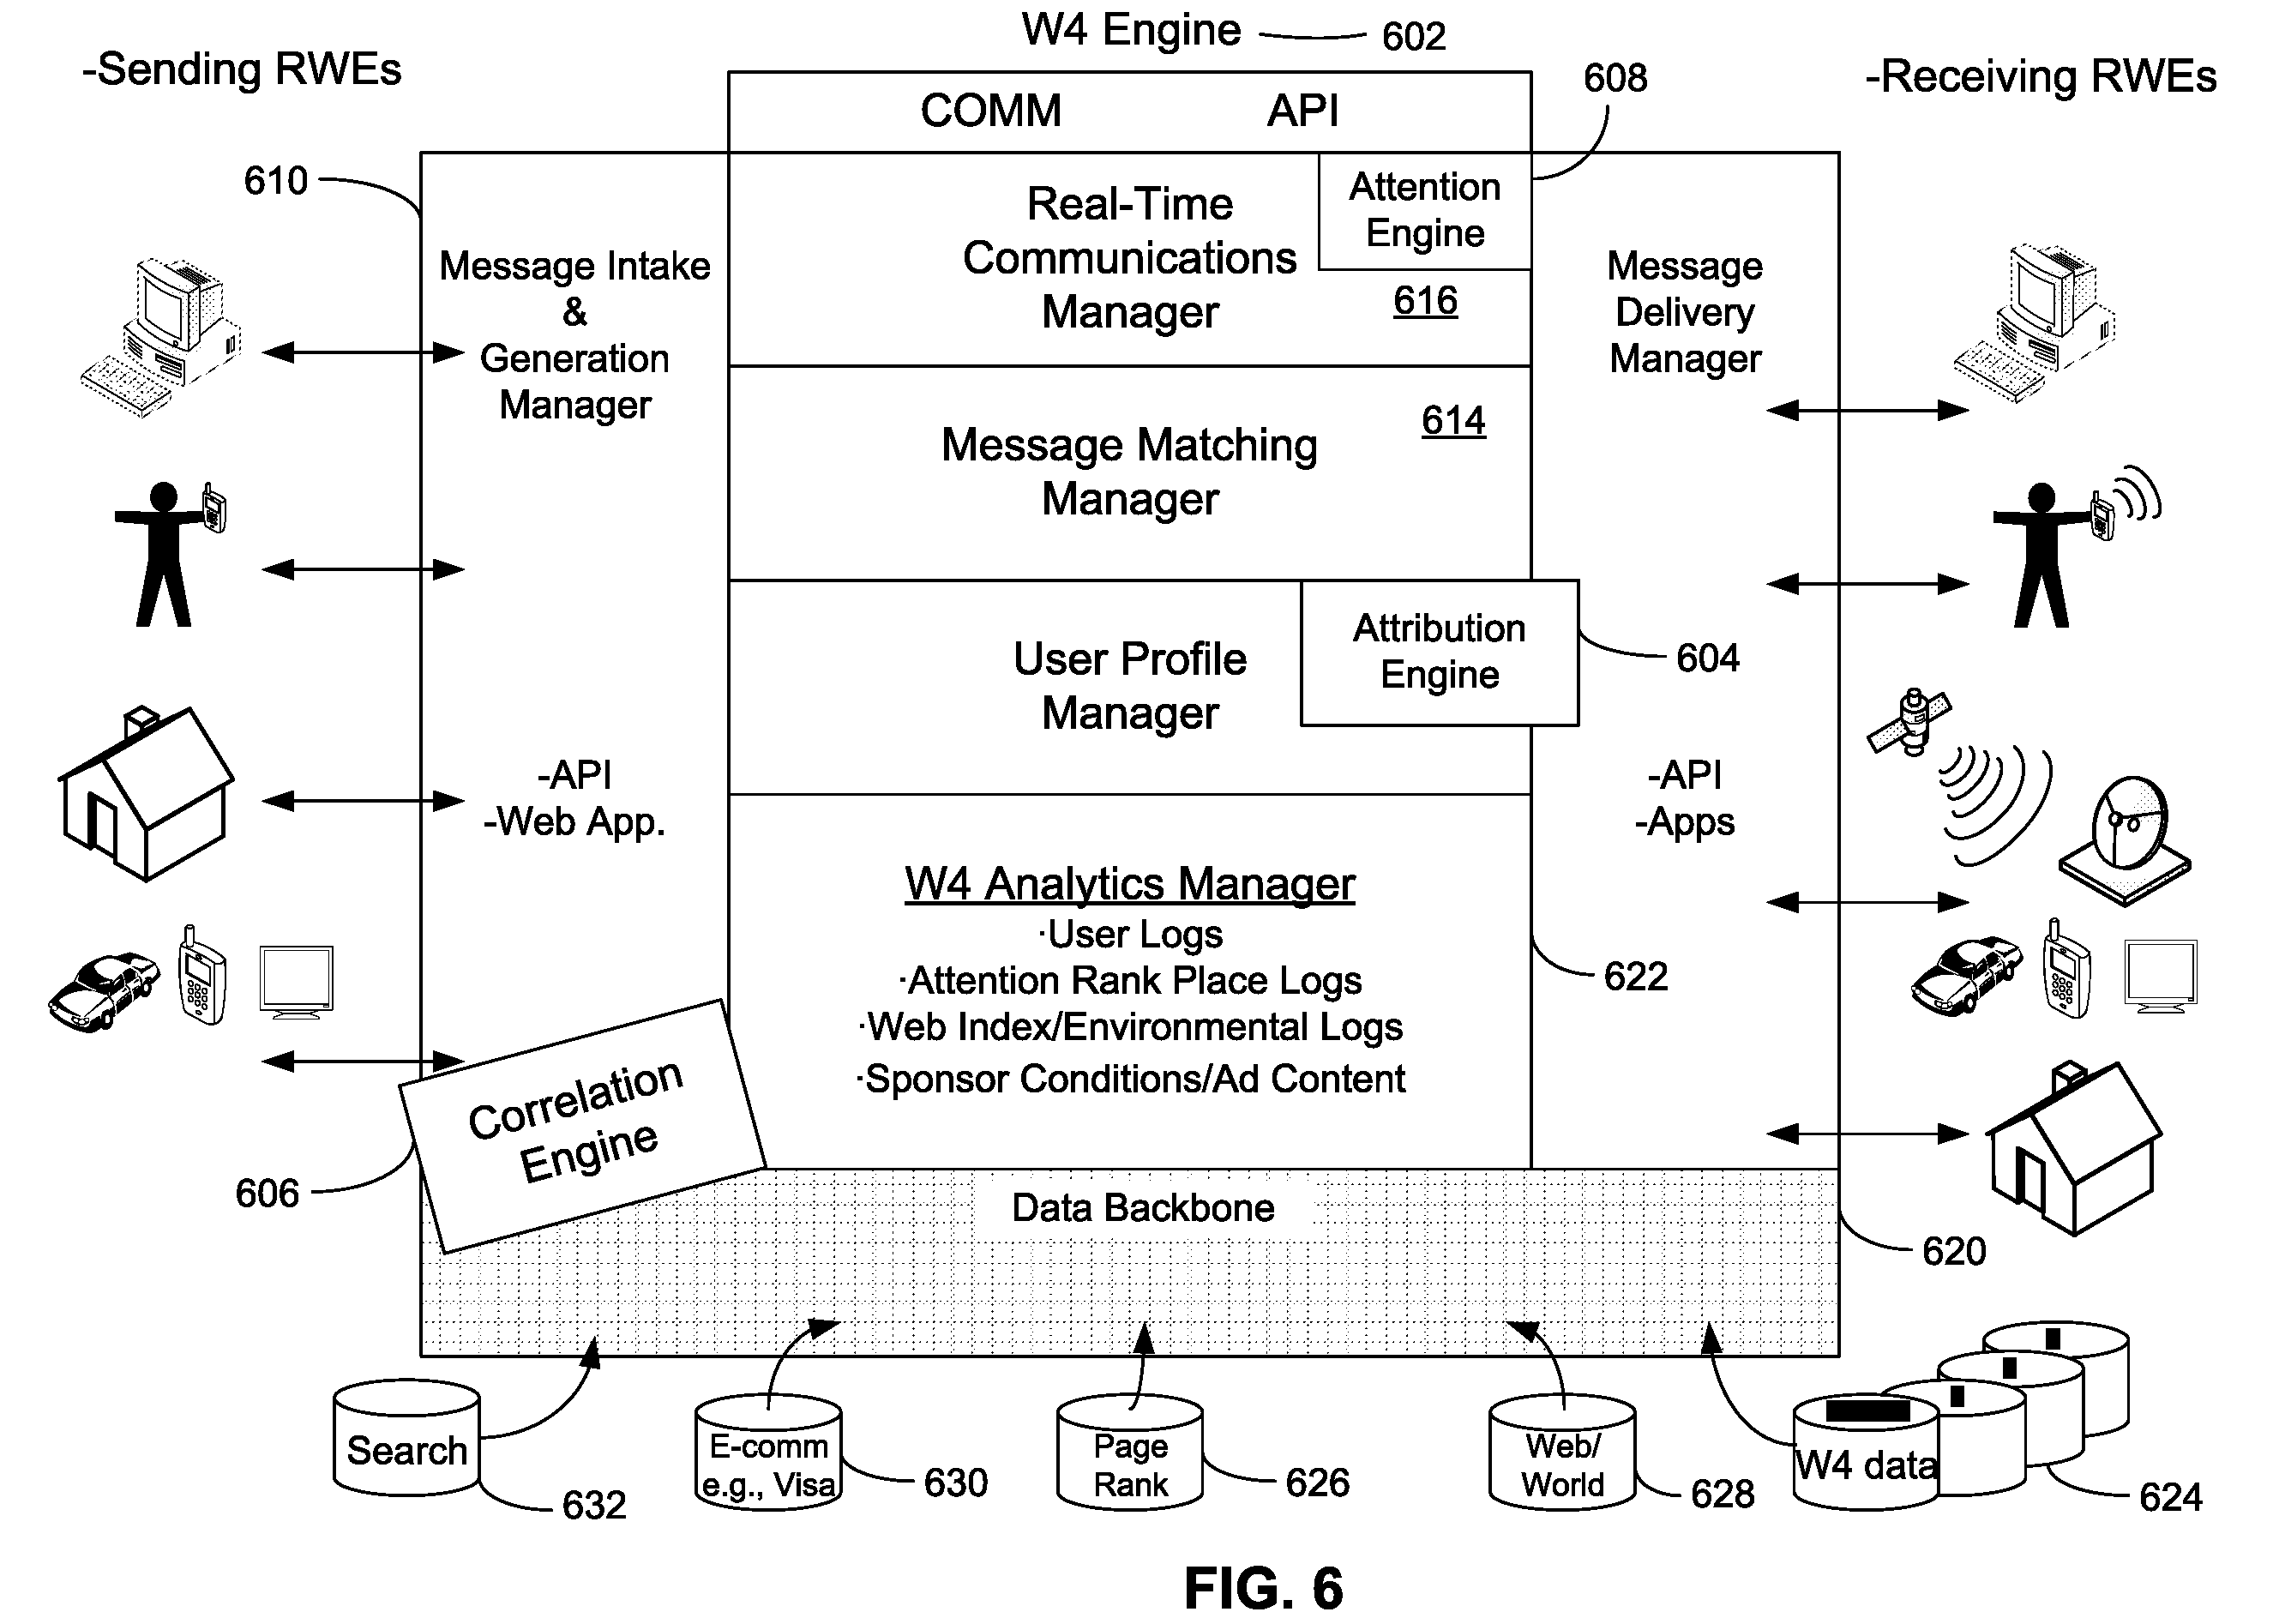 W4 Engine
602
-Sending RWEs
-Receiving RWEs
608
COMM API
610
Message Intake
&
Generation
Manager
Real-Time
Communications
Manager
Attention
Engine
616
Message
Delivery
Manager
614
Message Matching
Manager
User Profile
Manager
Attribution
Engine
604
-API
-Web App.
-API
-Apps
W4 Analytics Manager
·User Logs
·Attention Rank Place Logs
·Web Index/Environmental Logs
·Sponsor Conditions/Ad Content
622
Correlation
Engine
606
Data Backbone
620
Search
632
E-comm
e.g., Visa
630
Page
Rank
626
Web/
World
628
W4 data
624
FIG. 6